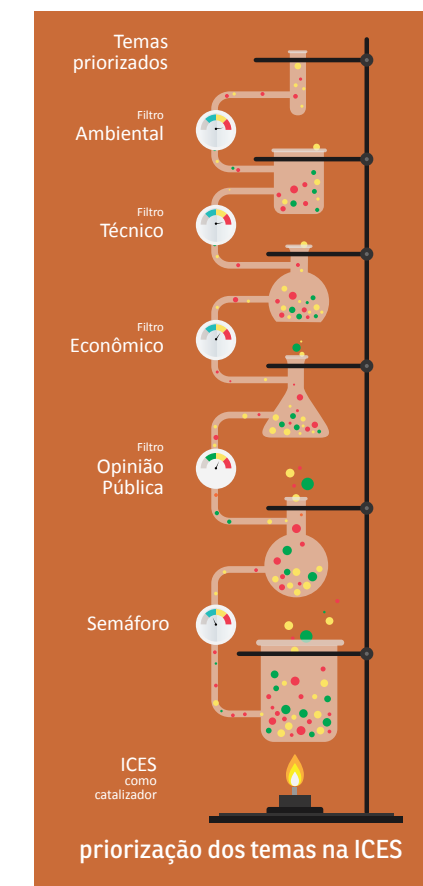 Temas
priorizados
Filtro
Ambiental
Filtro
Técnico
Filtro
Econômico
Filtro
Opinião
Pública
Semáforo
ICES
como
catalizador
priorização dos temas na ICES